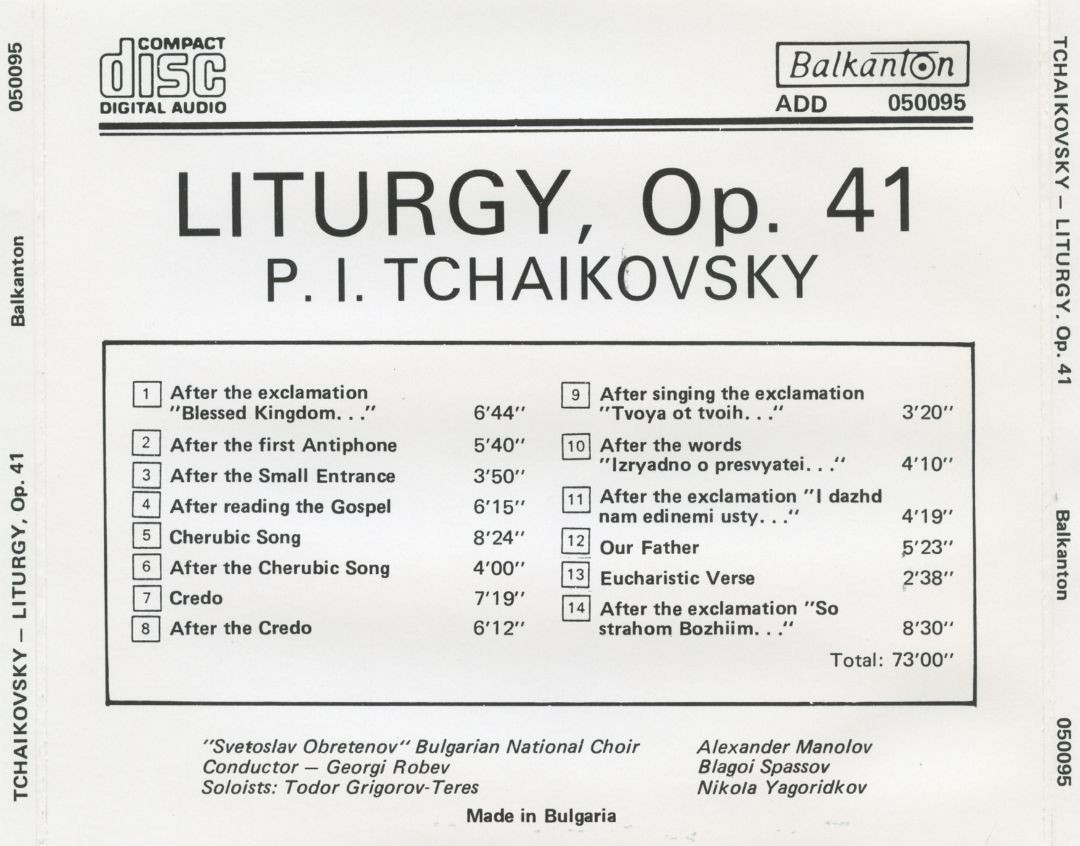 COMPACT
disc
DIGITAL AUDIO
Balkanton
ADD 050095
LITURGY, Op. 41
P. I. TCHAIKOVSKY
1 After the exclamation
"Blessed Kingdom. . ." 6'44"
2 After the first Antiphone 5'40"
3 After the Small Entrance 3'50"
4 After reading the Gospel 6'15"
5 Cherubic Song 8'24"
6 After the Cherubic Song 4'00"
7 Credo 7'19"
8 After the Credo 6'12"
9 After singing the exclamation
"Tvoya ot tvoih. . ." 3'20"
10 After the words
"Izryadno o presvyatei. . ." 4'10"
11 After the exclamation "I dazhd
nam edinemi usty. . ." 4'19"
12 Our Father 5'23"
13 Eucharistic Verse 2'38"
14 After the exclamation "So
strahom Bozhiim. . ." 8'30"
Total: 73'00"
"Svetoslav Obretenov" Bulgarian National Choir
Conductor — Georgi Robev
Soloists: Todor Grigorov-Teres
Alexander Manolov
Blagoi Spassov
Nikola Yagoridkov
Made in Bulgaria
TCHAIKOVSKY — LITURGY, Op. 41 Balkanton 050095
TCHAIKOVSKY — LITURGY. Op. 41 Balkanton 050095